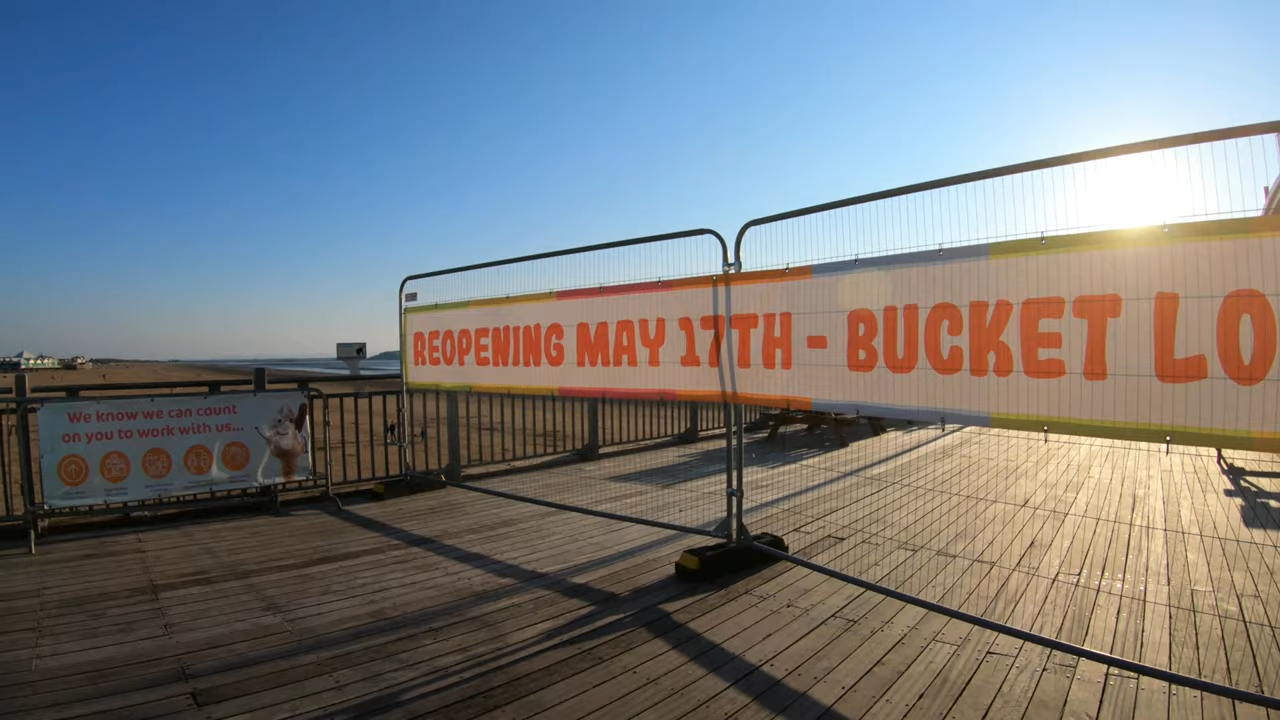 We know we can count
on you to work with us...
REOPENING MAY 17TH - BUCKET LO